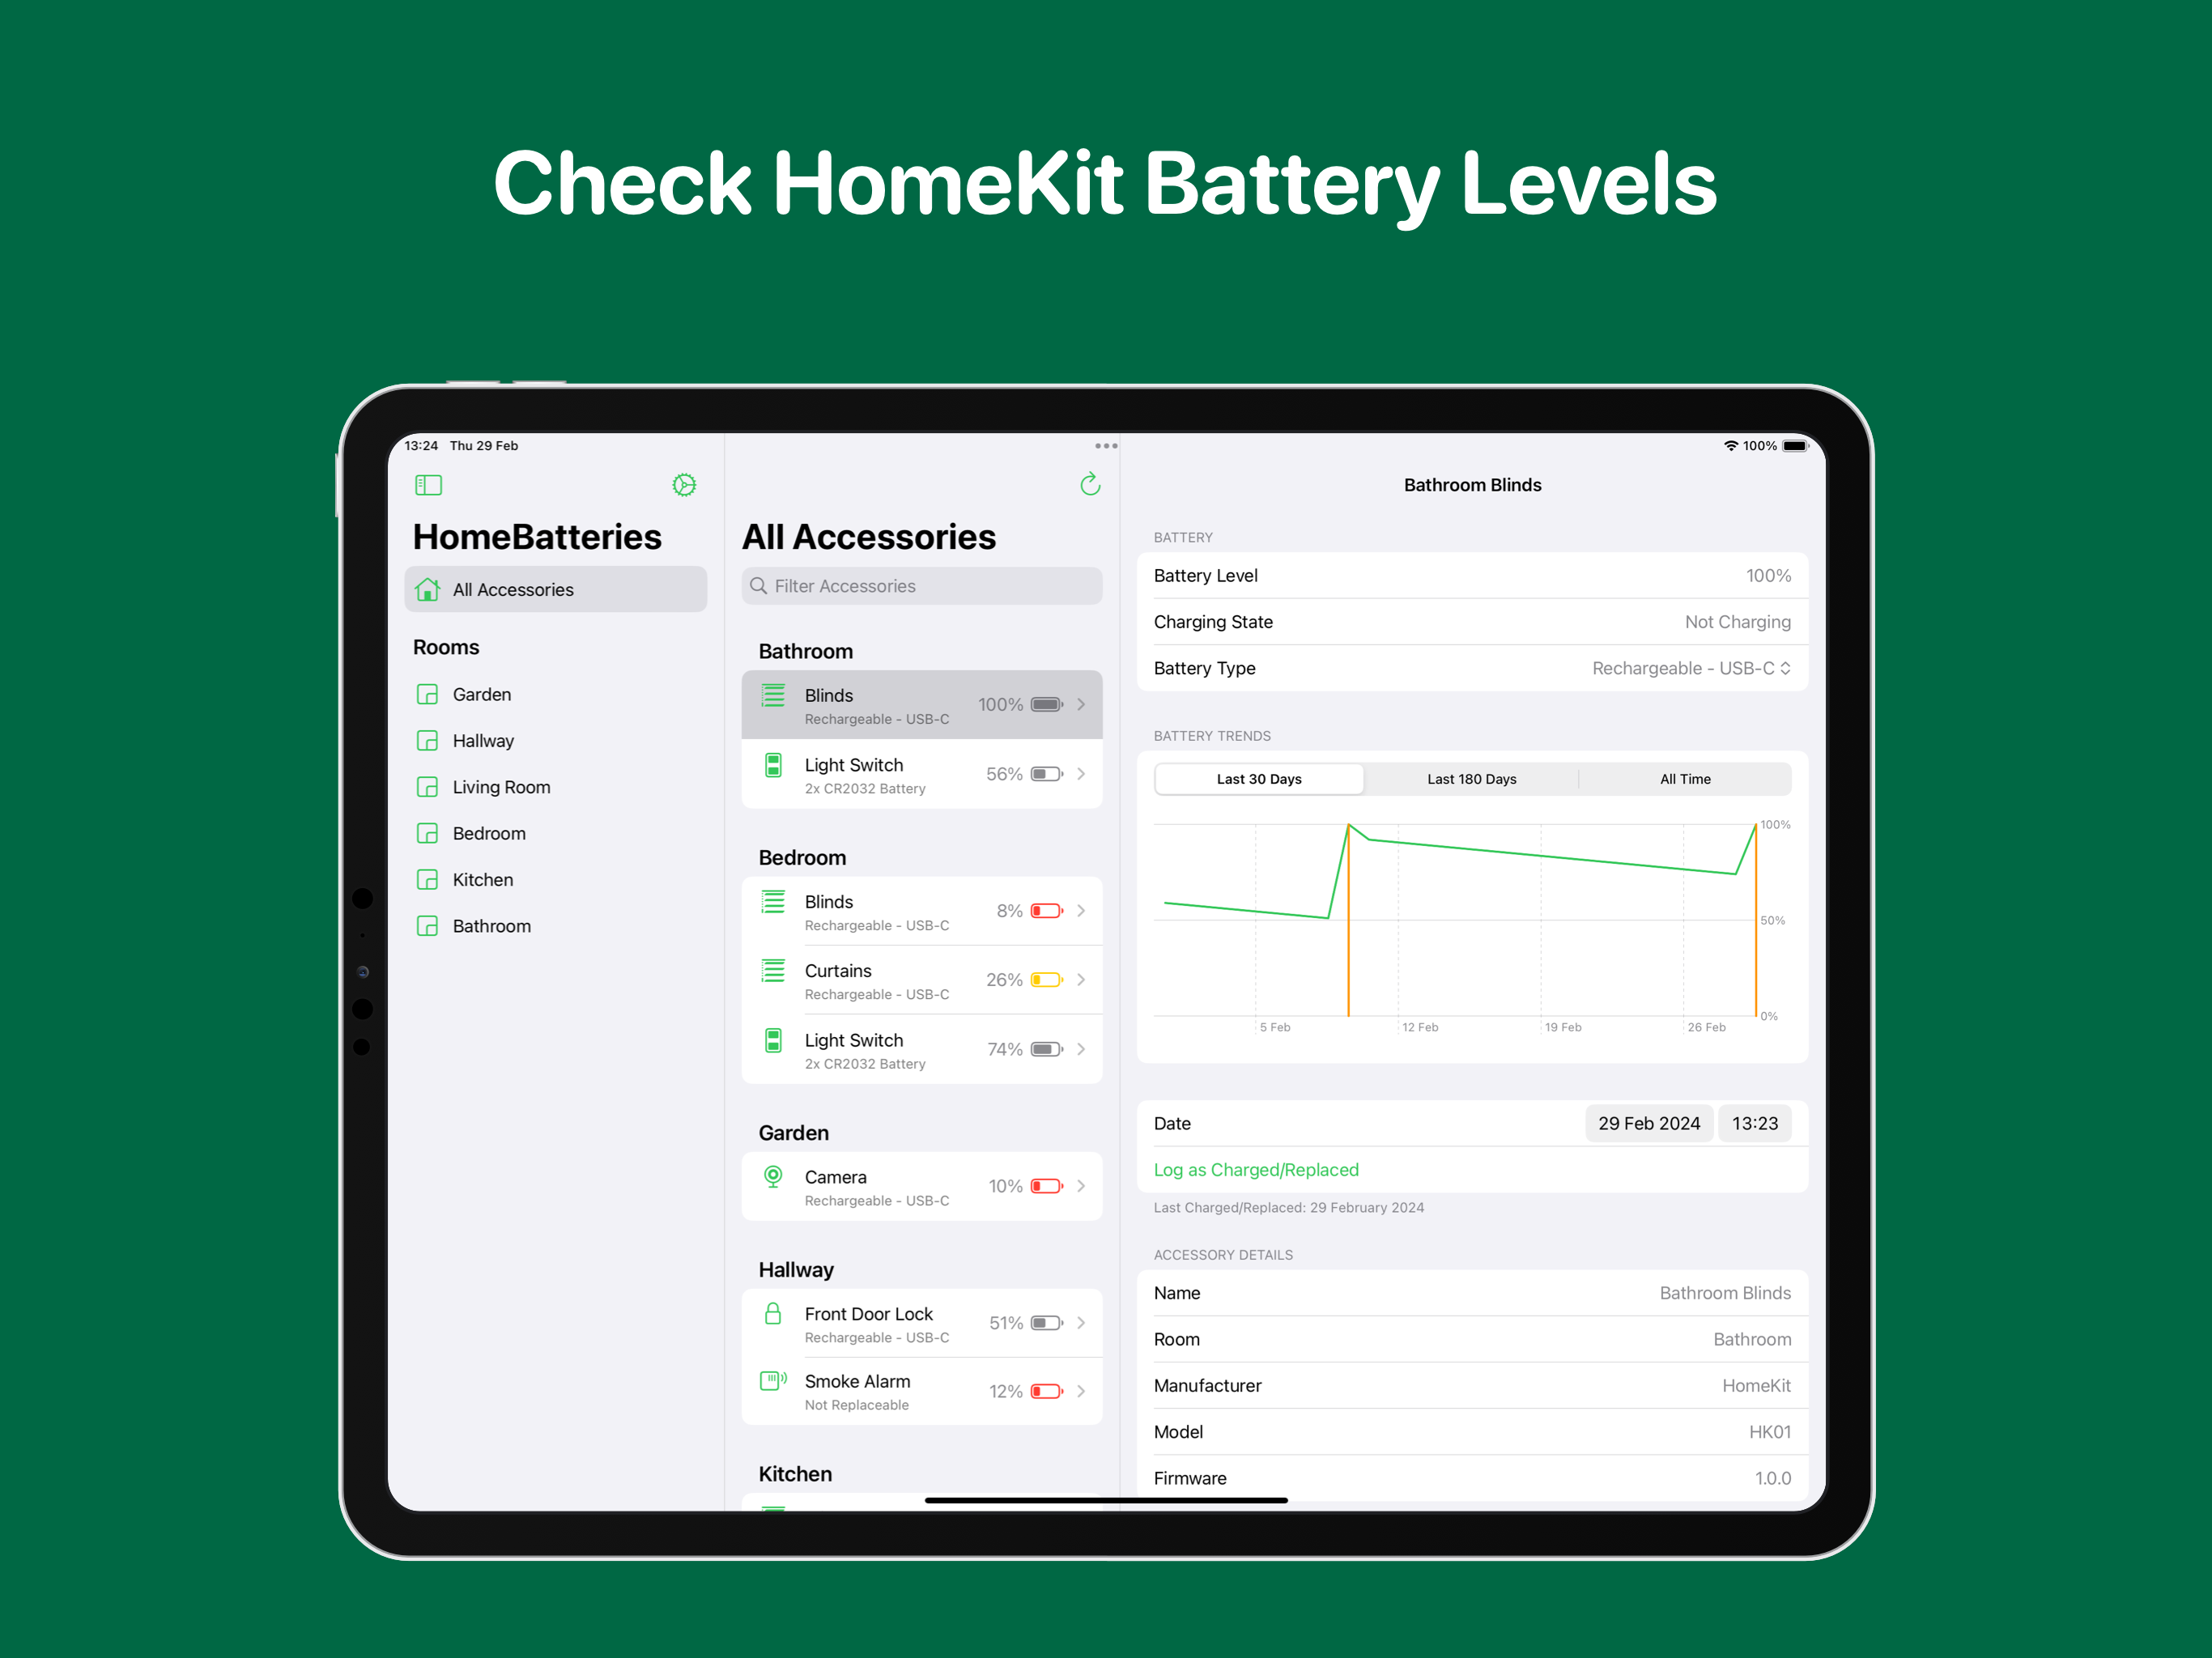 Check HomeKit Battery Levels
13:24 Thu 29 Feb
100%
HomeBatteries
All Accessories
Rooms
Garden
Hallway
Living Room
Bedroom
Kitchen
Bathroom
All Accessories
Filter Accessories
Bathroom
Blinds
Rechargeable - USB-C
100%
Light Switch
2x CR2032 Battery
56%
Bedroom
Blinds
Rechargeable - USB-C
8%
Curtains
Rechargeable - USB-C
26%
Light Switch
2x CR2032 Battery
74%
Garden
Camera
Rechargeable - USB-C
10%
Hallway
Front Door Lock
Rechargeable - USB-C
51%
Smoke Alarm
Not Replaceable
12%
Kitchen
Bathroom Blinds
BATTERY
Battery Level 100%
Charging State Not Charging
Battery Type Rechargeable - USB-C
BATTERY TRENDS
Last 30 Days Last 180 Days All Time
100%
50%
0%
5 Feb 12 Feb 19 Feb 26 Feb
Date 29 Feb 2024 13:23
Log as Charged/Replaced
Last Charged/Replaced: 29 February 2024
ACCESSORY DETAILS
Name Bathroom Blinds
Room Bathroom
Manufacturer HomeKit
Model HK01
Firmware 1.0.0